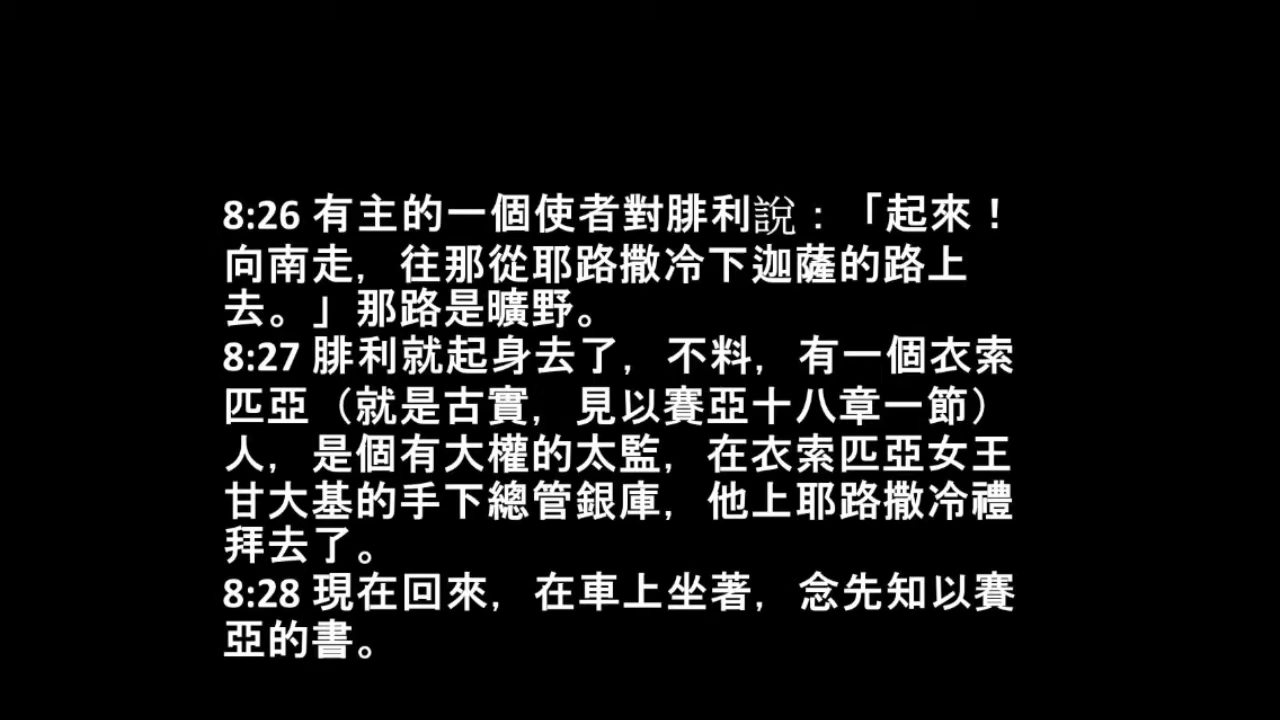 8:26 有主的一個使者對腓利說：「起來！
向南走，往那從耶路撒冷下迦薩的路上
去。」那路是曠野。
8:27 腓利就起身去了，不料，有一個衣索
匹亞（就是古實，見以賽亞十八章一節）
人，是個有大權的太監，在衣索匹亞女王
甘大基的手下總管銀庫，他上耶路撒冷禮
拜去了。
8:28 現在回來，在車上坐著，念先知以賽
亞的書。